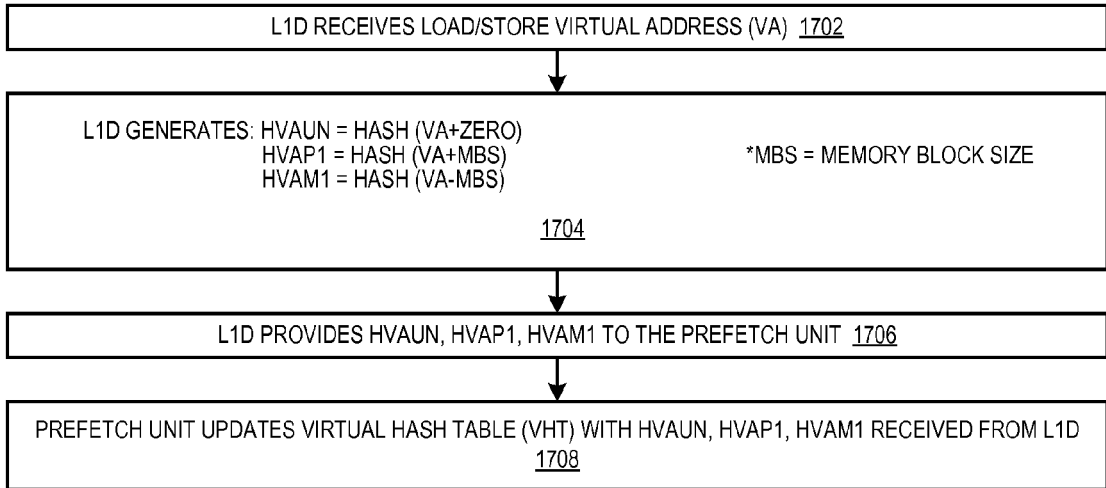 L1D RECEIVES LOAD/STORE VIRTUAL ADDRESS (VA) 1702
L1D GENERATES: HVAUN = HASH (VA+ZERO)
HVAP1 = HASH (VA+MBS)
*MBS = MEMORY BLOCK SIZE
HVAM1 = HASH (VA-MBS)
1704
L1D PROVIDES HVAUN, HVAP1, HVAM1 TO THE PREFETCH UNIT 1706
PREFETCH UNIT UPDATES VIRTUAL HASH TABLE (VHT) WITH HVAUN, HVAP1, HVAM1 RECEIVED FROM L1D
1708